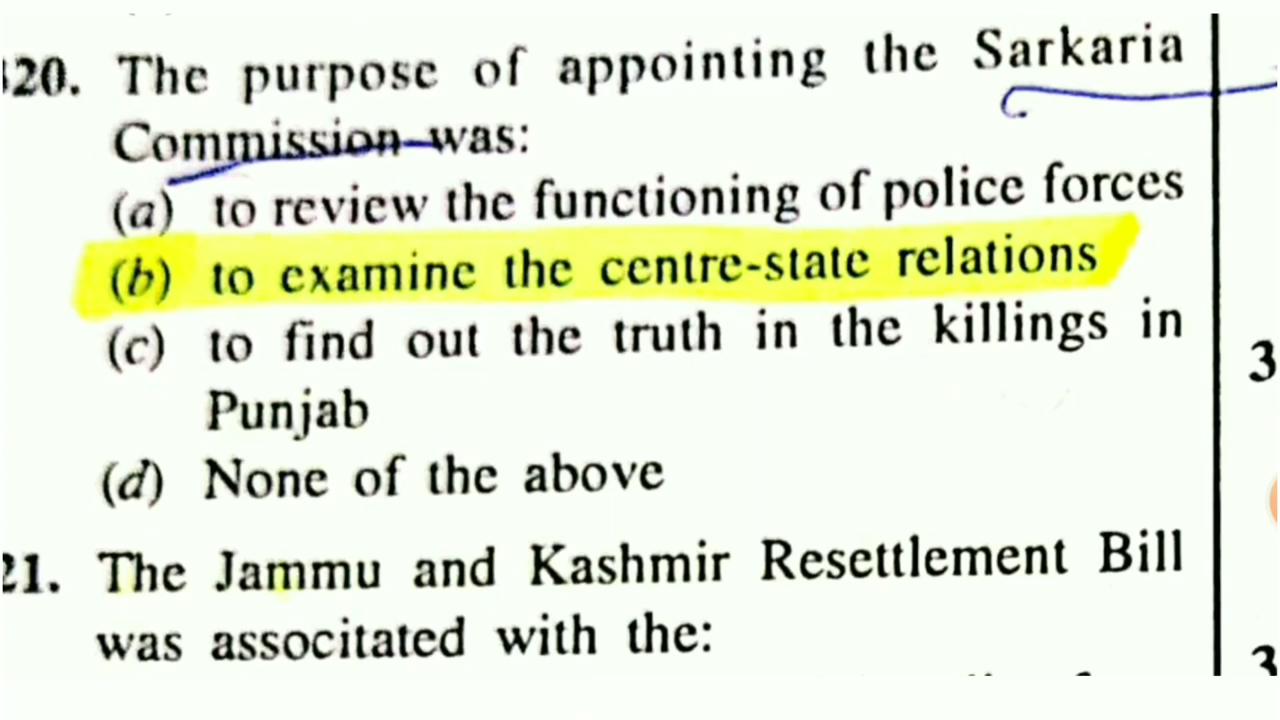 20. The purpose of appointing the Sarkaria
Commission was:
(a) to review the functioning of police forces
(b) to examine the centre-state relations
(c) to find out the truth in the killings in
Punjab
(d) None of the above
21. The Jammu and Kashmir Resettlement Bill
was associtated with the:
3
3